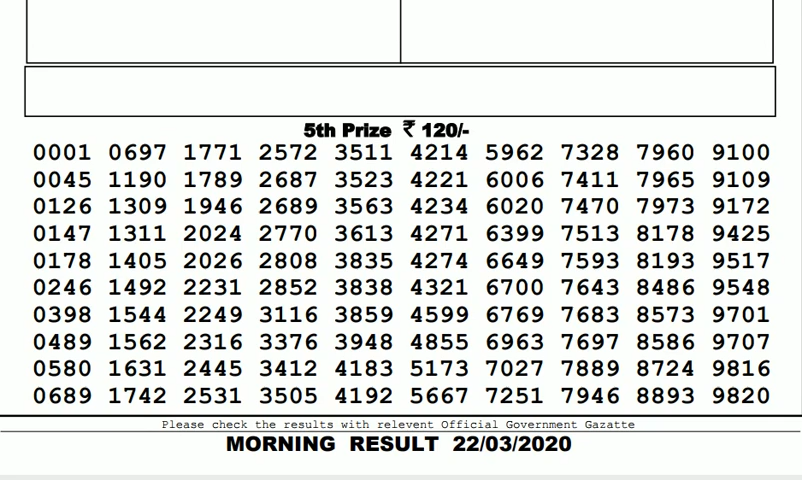 5th Prize ₹ 120/-
0001 0697 1771 2572 3511 4214 5962 7328 7960 9100
0045 1190 1789 2687 3523 4221 6006 7411 7965 9109
0126 1309 1946 2689 3563 4234 6020 7470 7973 9172
0147 1311 2024 2770 3613 4271 6399 7513 8178 9425
0178 1405 2026 2808 3835 4274 6649 7593 8193 9517
0246 1492 2231 2852 3838 4321 6700 7643 8486 9548
0398 1544 2249 3116 3859 4599 6769 7683 8573 9701
0489 1562 2316 3376 3948 4855 6963 7697 8586 9707
0580 1631 2445 3412 4183 5173 7027 7889 8724 9816
0689 1742 2531 3505 4192 5667 7251 7946 8893 9820
Please check the results with relevent Official Government Gazatte
MORNING RESULT 22/03/2020